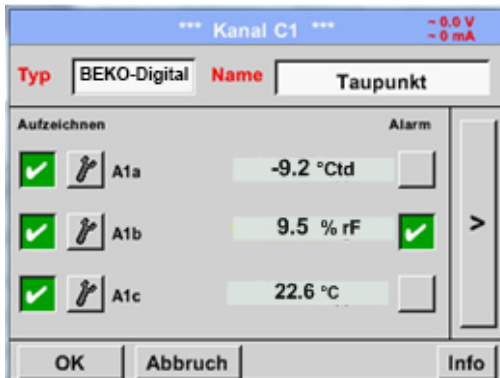 *** Kanal C1 ***
~ 0.0 V
~ 0 mA
Typ BEKO-Digital Name Taupunkt
Aufzeichnen Alarm
A1a -9.2 °Ctd
A1b 9.5 % rF
A1c 22.6 °C
>
OK Abbruch Info